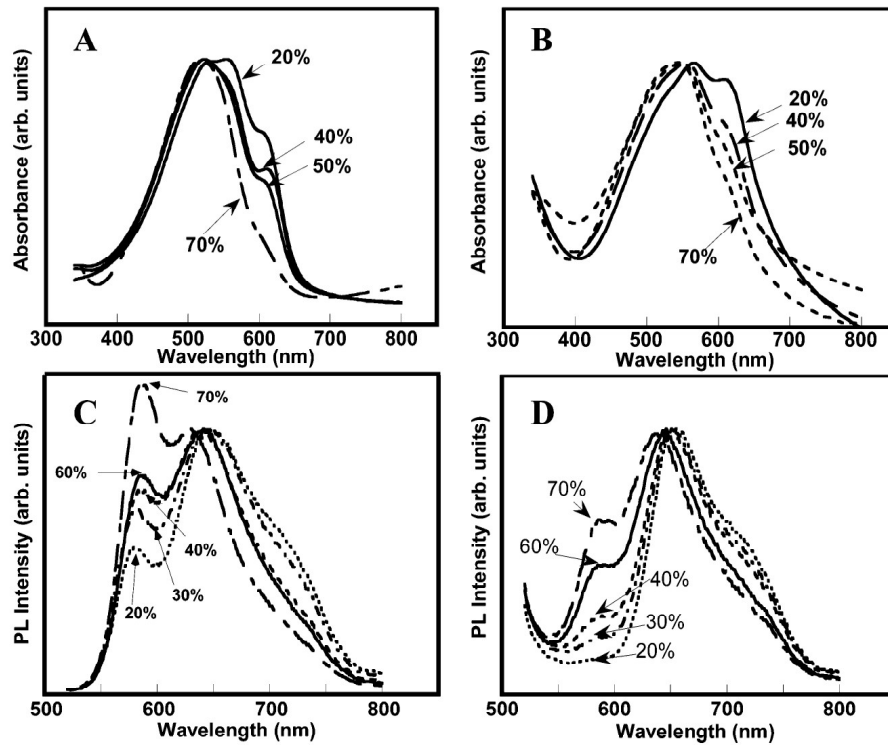 A
20%
40%
50%
70%
Absorbance (arb. units)
300 400 500 600 700 800
Wavelength (nm)
B
20%
40%
50%
70%
Absorbance (arb. units)
300 400 500 600 700 800
Wavelength (nm)
C
70%
60%
40%
30%
20%
PL Intensity (arb. units)
500 600 700 800
Wavelength (nm)
D
70%
60%
40%
30%
20%
PL Intensity (arb. units)
500 600 700 800
Wavelength (nm)